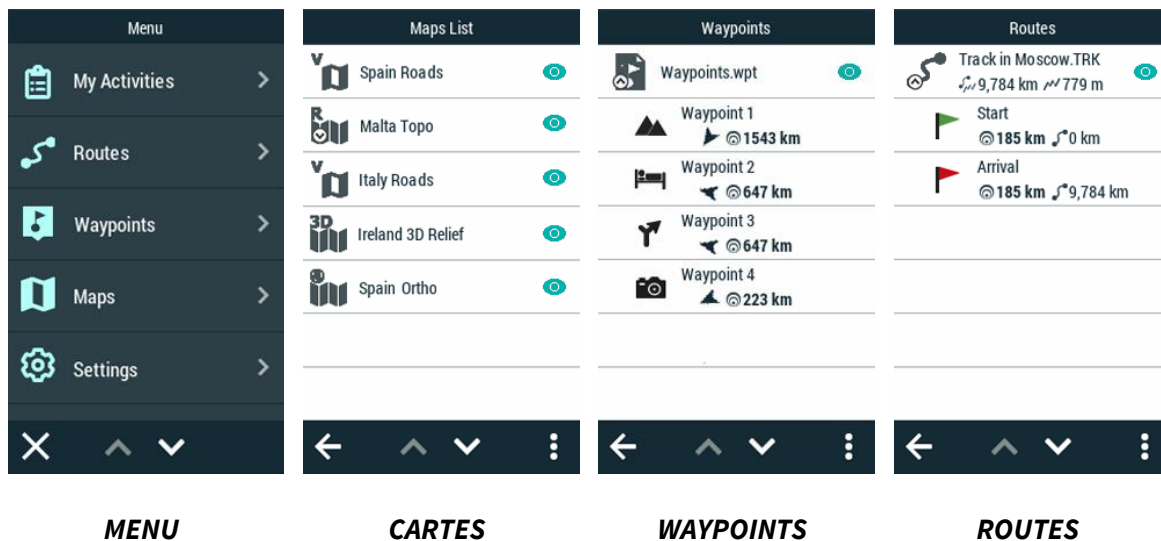 Menu
My Activities
Routes
Waypoints
Maps
Settings
Maps List
V
Spain Roads
R
Malta Topo
V
Italy Roads
3D
Ireland 3D Relief
Spain Ortho
Waypoints
Waypoints.wpt
Waypoint 1
1543 km
Waypoint 2
647 km
Waypoint 3
647 km
Waypoint 4
223 km
Routes
Track in Moscow.TRK
9,784 km 779 m
Start
185 km 0 km
Arrival
185 km 9,784 km
MENU
CARTES
WAYPOINTS
ROUTES